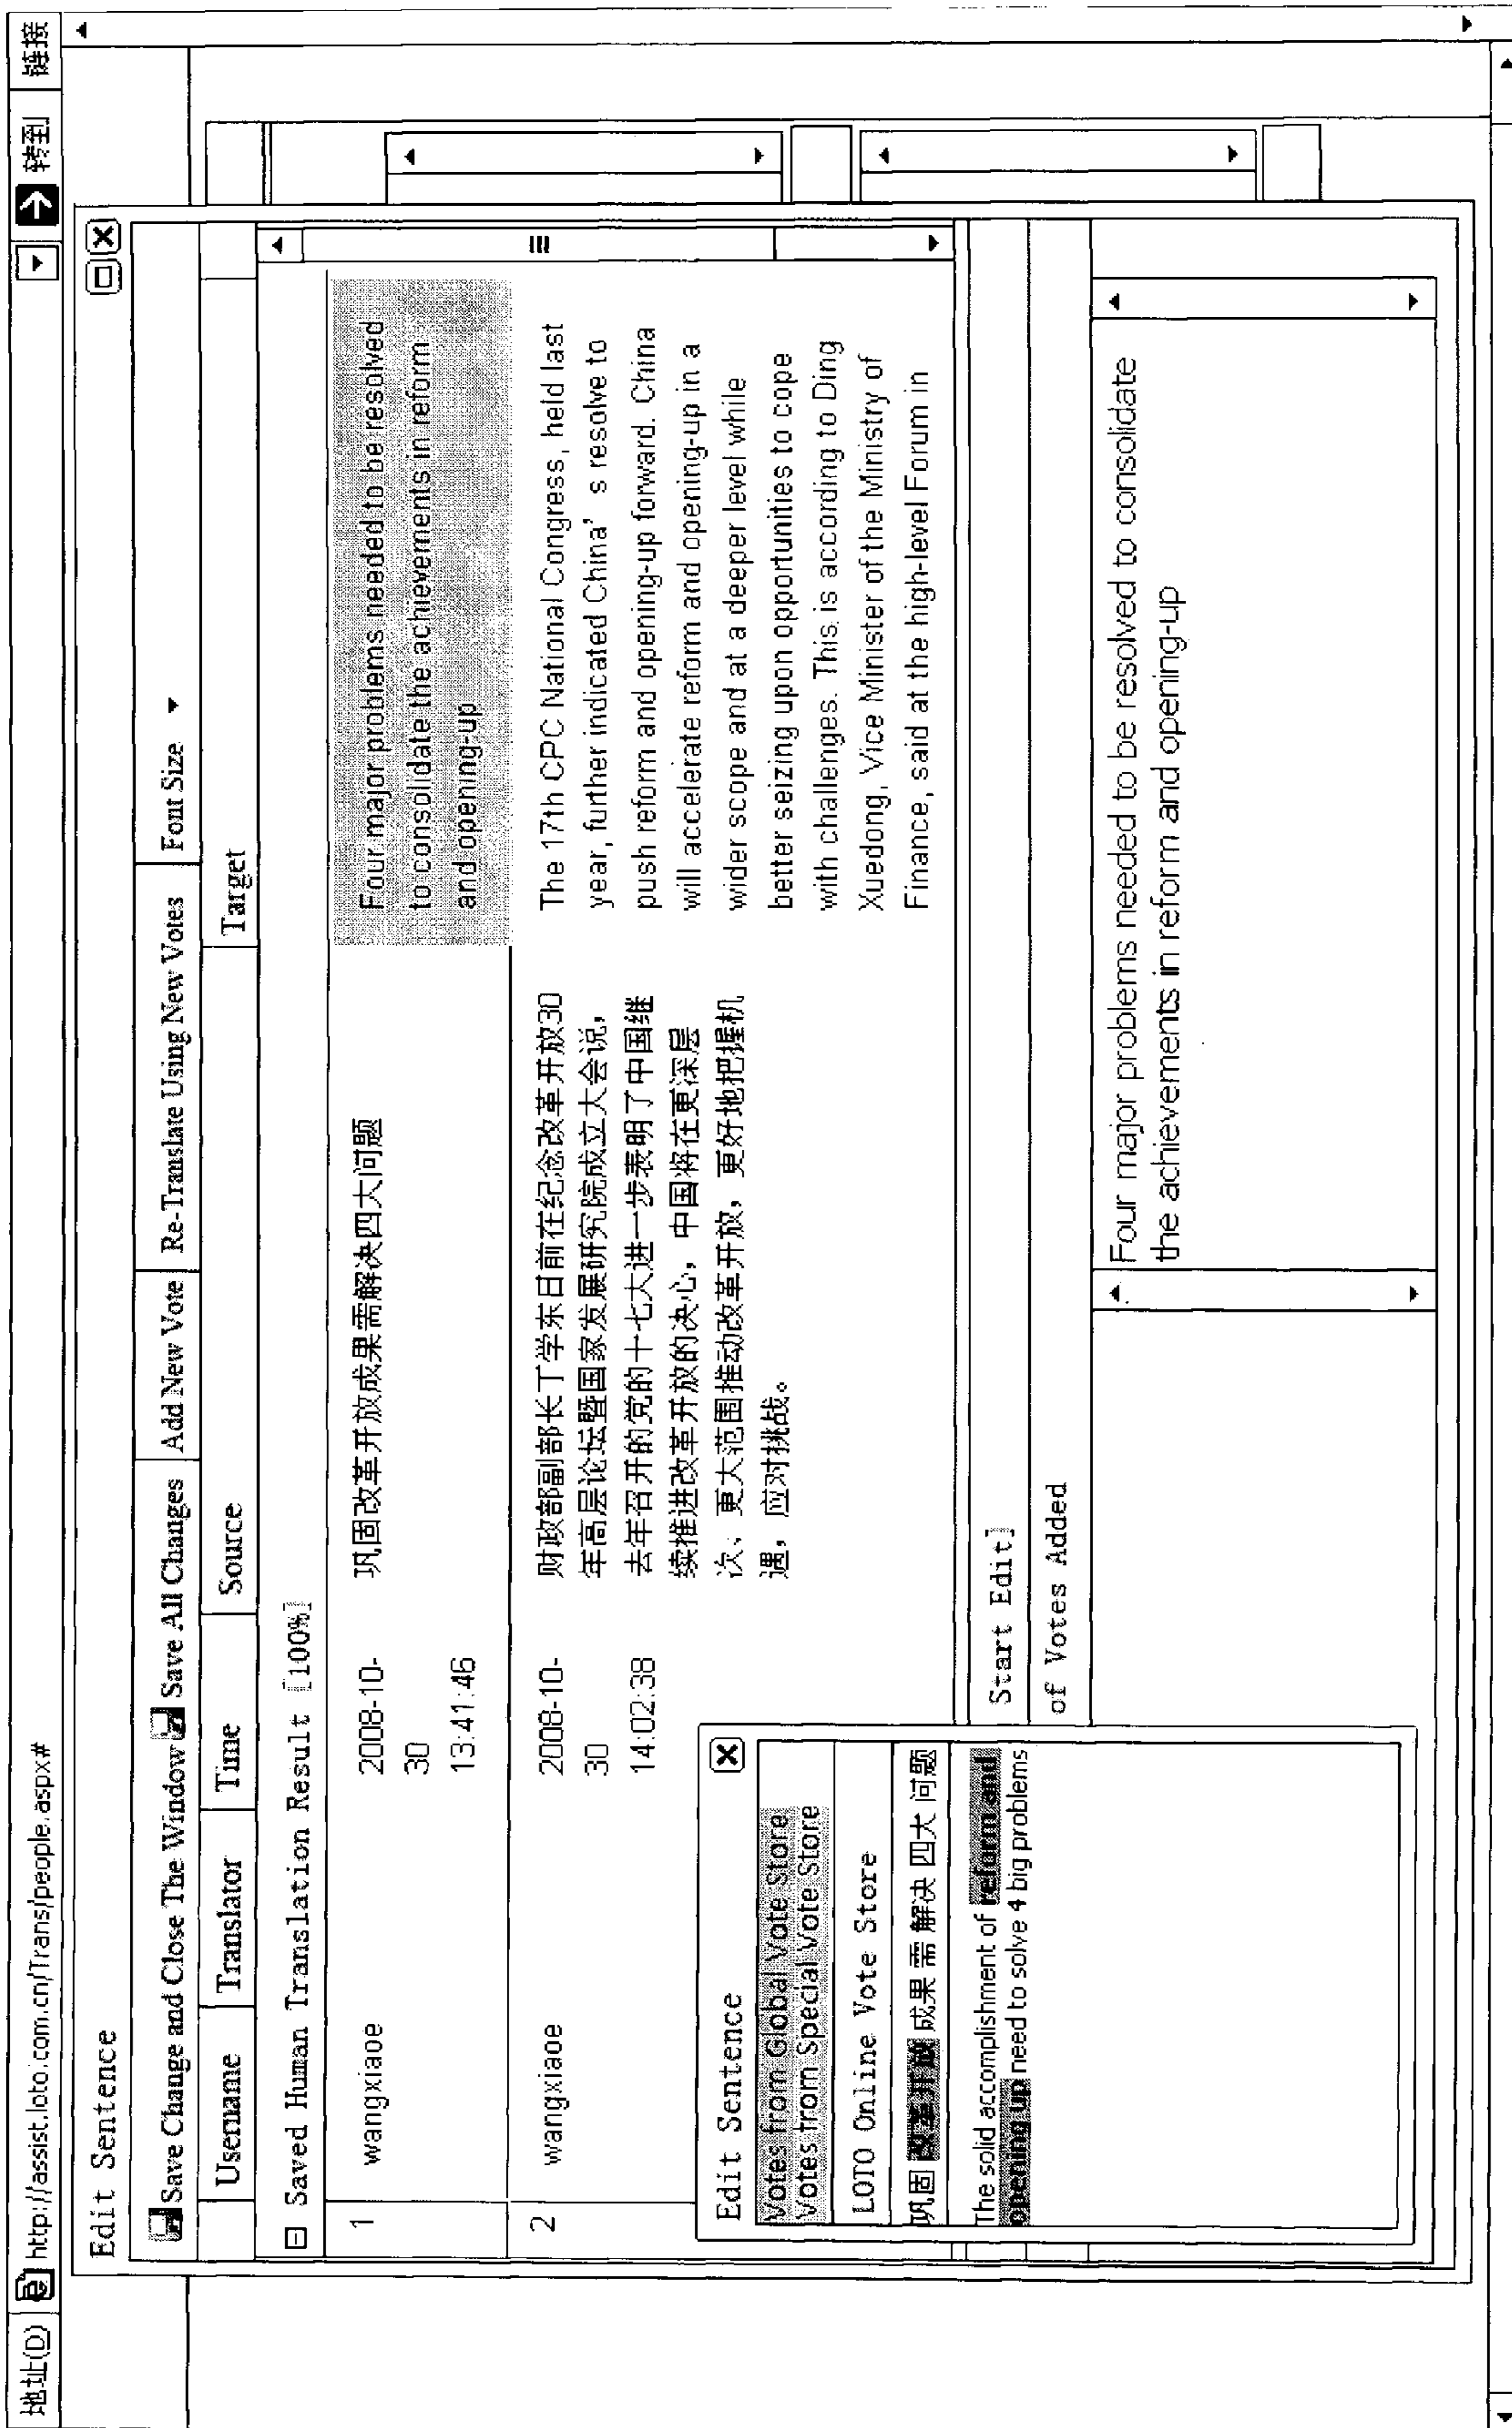 地址(D) http://assist.loto.com.cn/Trans/people.aspx# 转到 链接
Edit Sentence
Save Change and Close The Window Save All Changes Add New Vote Re-Translate Using New Votes Font Size
Username Translator Time Source Target
Saved Human Translation Result [100%]
1 wangxiaoe 2008-10-
30
13:41:46
巩固改革开放成果需解决四大问题
Four major problems needed to be resolved
to consolidate the achievements in reform
and opening-up
2 wangxiaoe 2008-10-
30
14:02:38
财政部副部长丁学东日前在纪念改革开放30
年高层论坛暨国家发展研究院成立大会说，
去年召开的党的十七大进一步表明了中国继
续推进改革开放的决心，中国将在更深层
次、更大范围推动改革开放，更好地把握机
遇，应对挑战。
The 17th CPC National Congress, held last
year, further indicated China' s resolve to
push reform and opening-up forward. China
will accelerate reform and opening-up in a
wider scope and at a deeper level while
better seizing upon opportunities to cope
with challenges. This is according to Ding
Xuedong, Vice Minister of the Ministry of
Finance, said at the high-level Forum in
Start Edit]
of Votes Added
Edit Sentence
Votes from Global Vote Store
Votes from Special Vote Store
LOTO Online Vote Store
巩固 改革开放 成果 需 解决 四大 问题
The solid accomplishment of reform and
opening up need to solve 4 big problems
Four major problems needed to be resolved to consolidate
the achievements in reform and opening-up